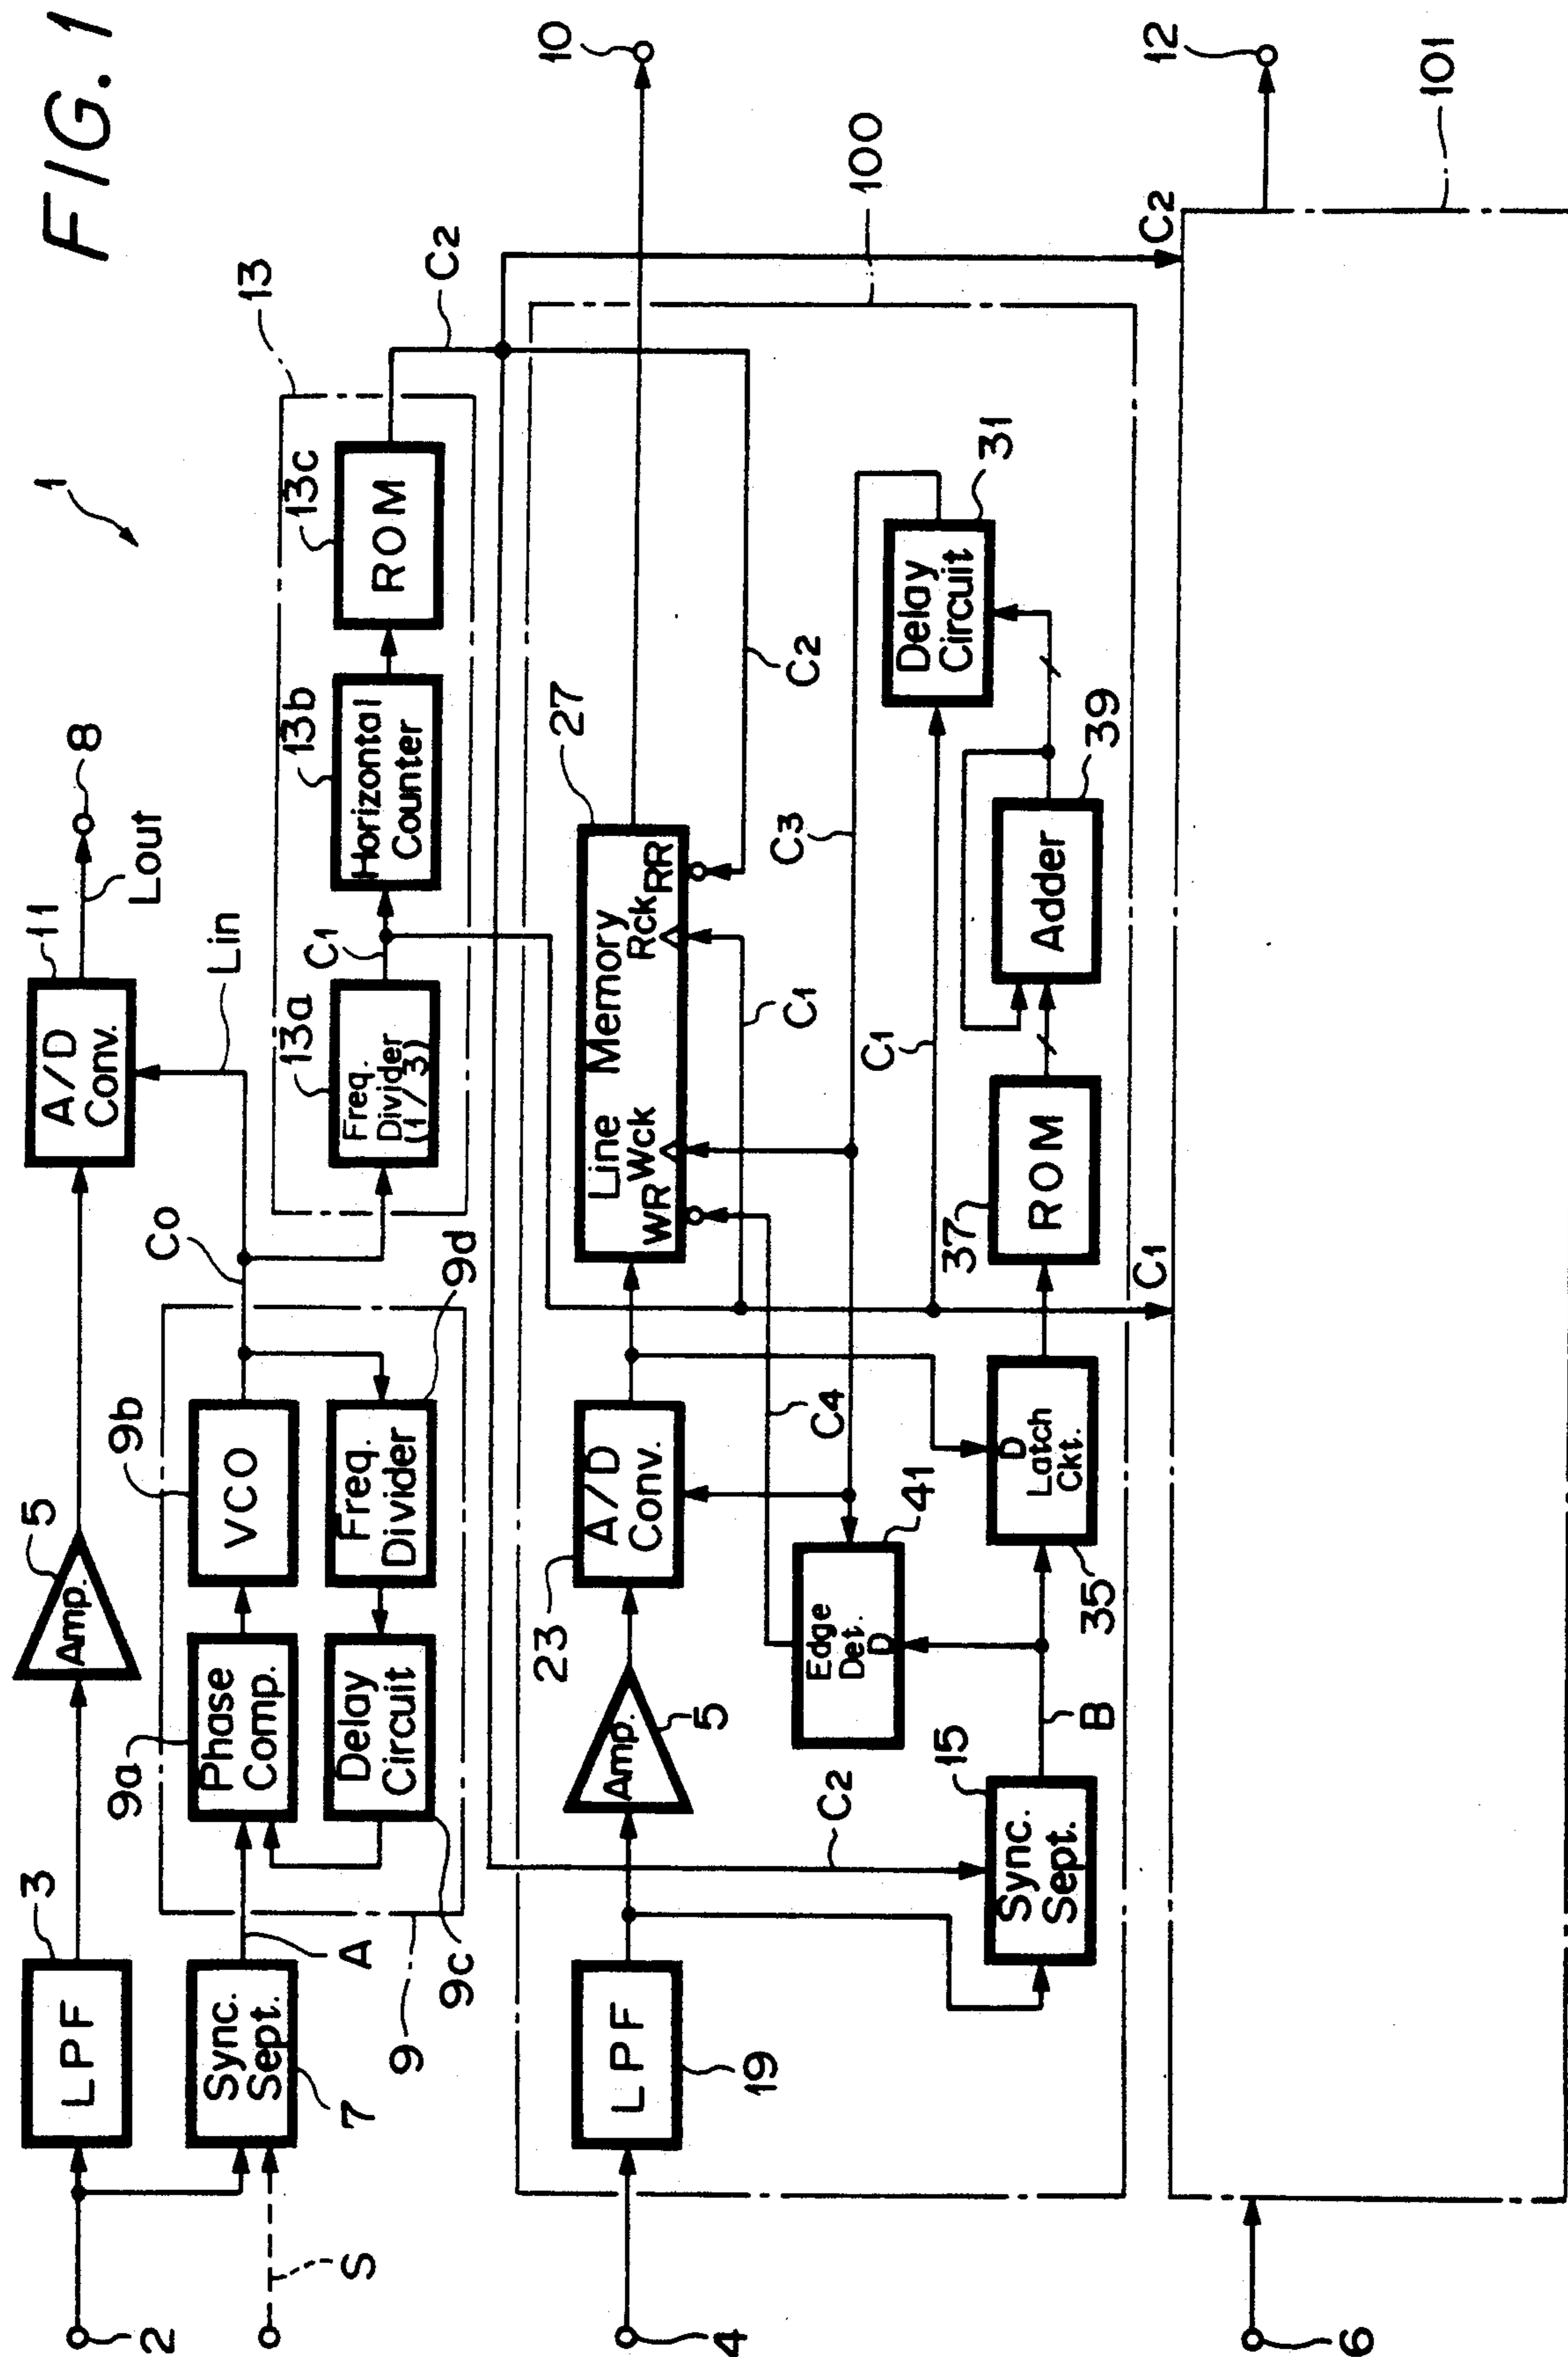 FIG. 1
1
2
LPF
3
Amp.
5
A/D
Conv.
11
Lout
8
S
Sync.
Sept.
7
A
9
Phase
Comp.
9a
VCO
9b
Delay
Circuit
9c
Freq.
Divider
9d
C0
Lin
13
Freq.
Divider
(1/3)
13a
C1
Horizontal
Counter
13b
ROM
13c
C2
4
LPF
19
Amp.
5
A/D
Conv.
23
Line Memory
WR
Wck
Rck
RR
27
10
100
C2
C2
Edge
Det.
D
41
C4
C1
C3
C1
Delay
Circuit
31
Sync.
Sept.
15
B
D
Latch
Ckt.
35
ROM
37
Adder
39
C1
C2
6
12
101